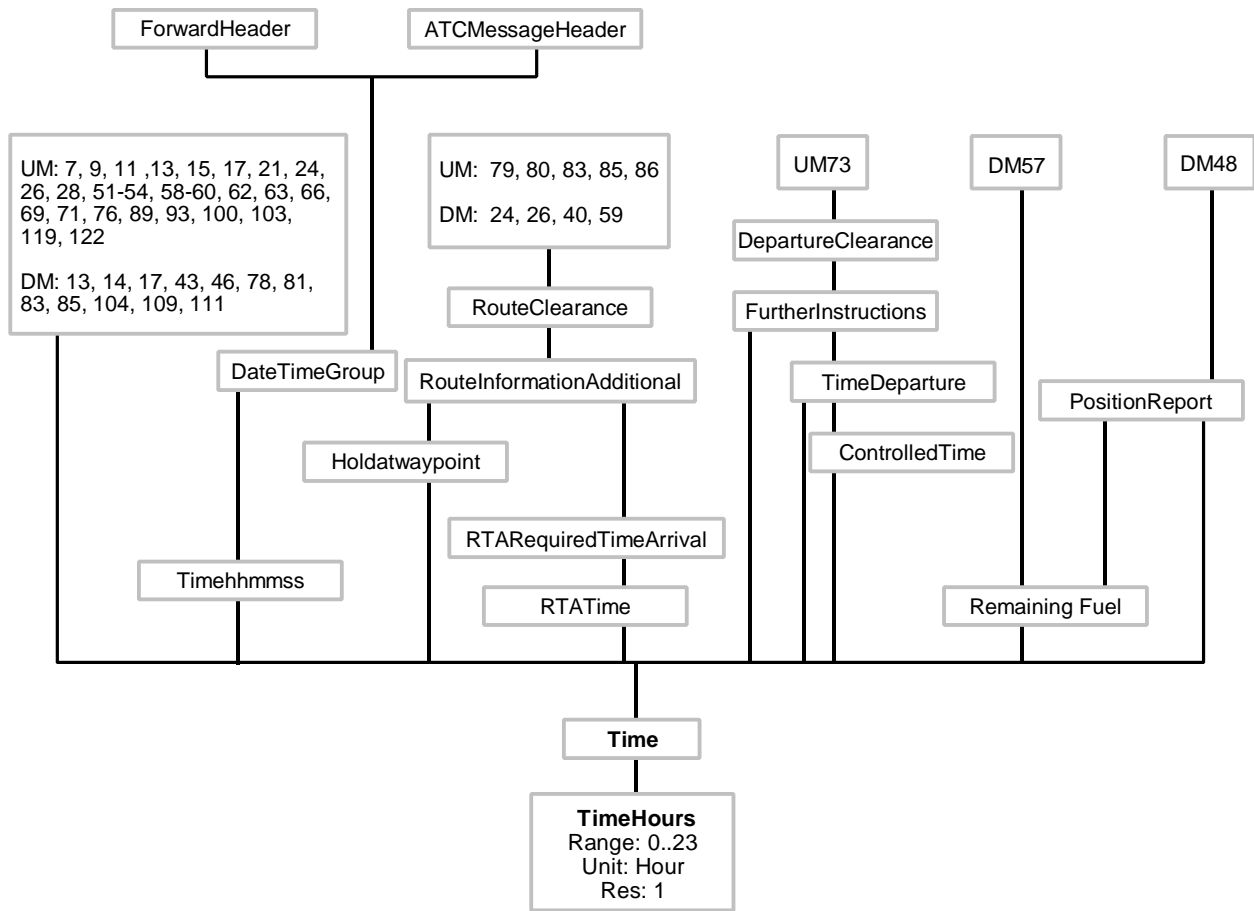 ForwardHeader
ATCMessageHeader
UM: 7, 9, 11 ,13, 15, 17, 21, 24,
26, 28, 51-54, 58-60, 62, 63, 66,
69, 71, 76, 89, 93, 100, 103,
119, 122
DM: 13, 14, 17, 43, 46, 78, 81,
83, 85, 104, 109, 111
UM: 79, 80, 83, 85, 86
DM: 24, 26, 40, 59
UM73
DM57
DM48
DepartureClearance
RouteClearance
FurtherInstructions
DateTimeGroup
RouteInformationAdditional
TimeDeparture
PositionReport
Holdatwaypoint
ControlledTime
RTARequiredTimeArrival
Timehhmmss
RTATime
Remaining Fuel
Time
TimeHours
Range: 0..23
Unit: Hour
Res: 1